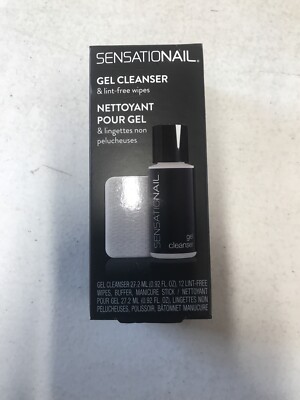 SENSATIONAIL®
GEL CLEANSER
& lint-free wipes
NETTOYANT
POUR GEL
& lingettes non
pelucheuses
SENSATIONAIL
gel
cleanser
GEL CLEANSER 27.2 ML (0.92 FL. OZ), 12 LINT-FREE
WIPES, BUFFER, MANICURE STICK / NETTOYANT
POUR GEL 27.2 ML (0.92 FL. OZ), LINGETTES NON
PELUCHEUSES, POLISSOIR, BÂTONNET MANUCURE